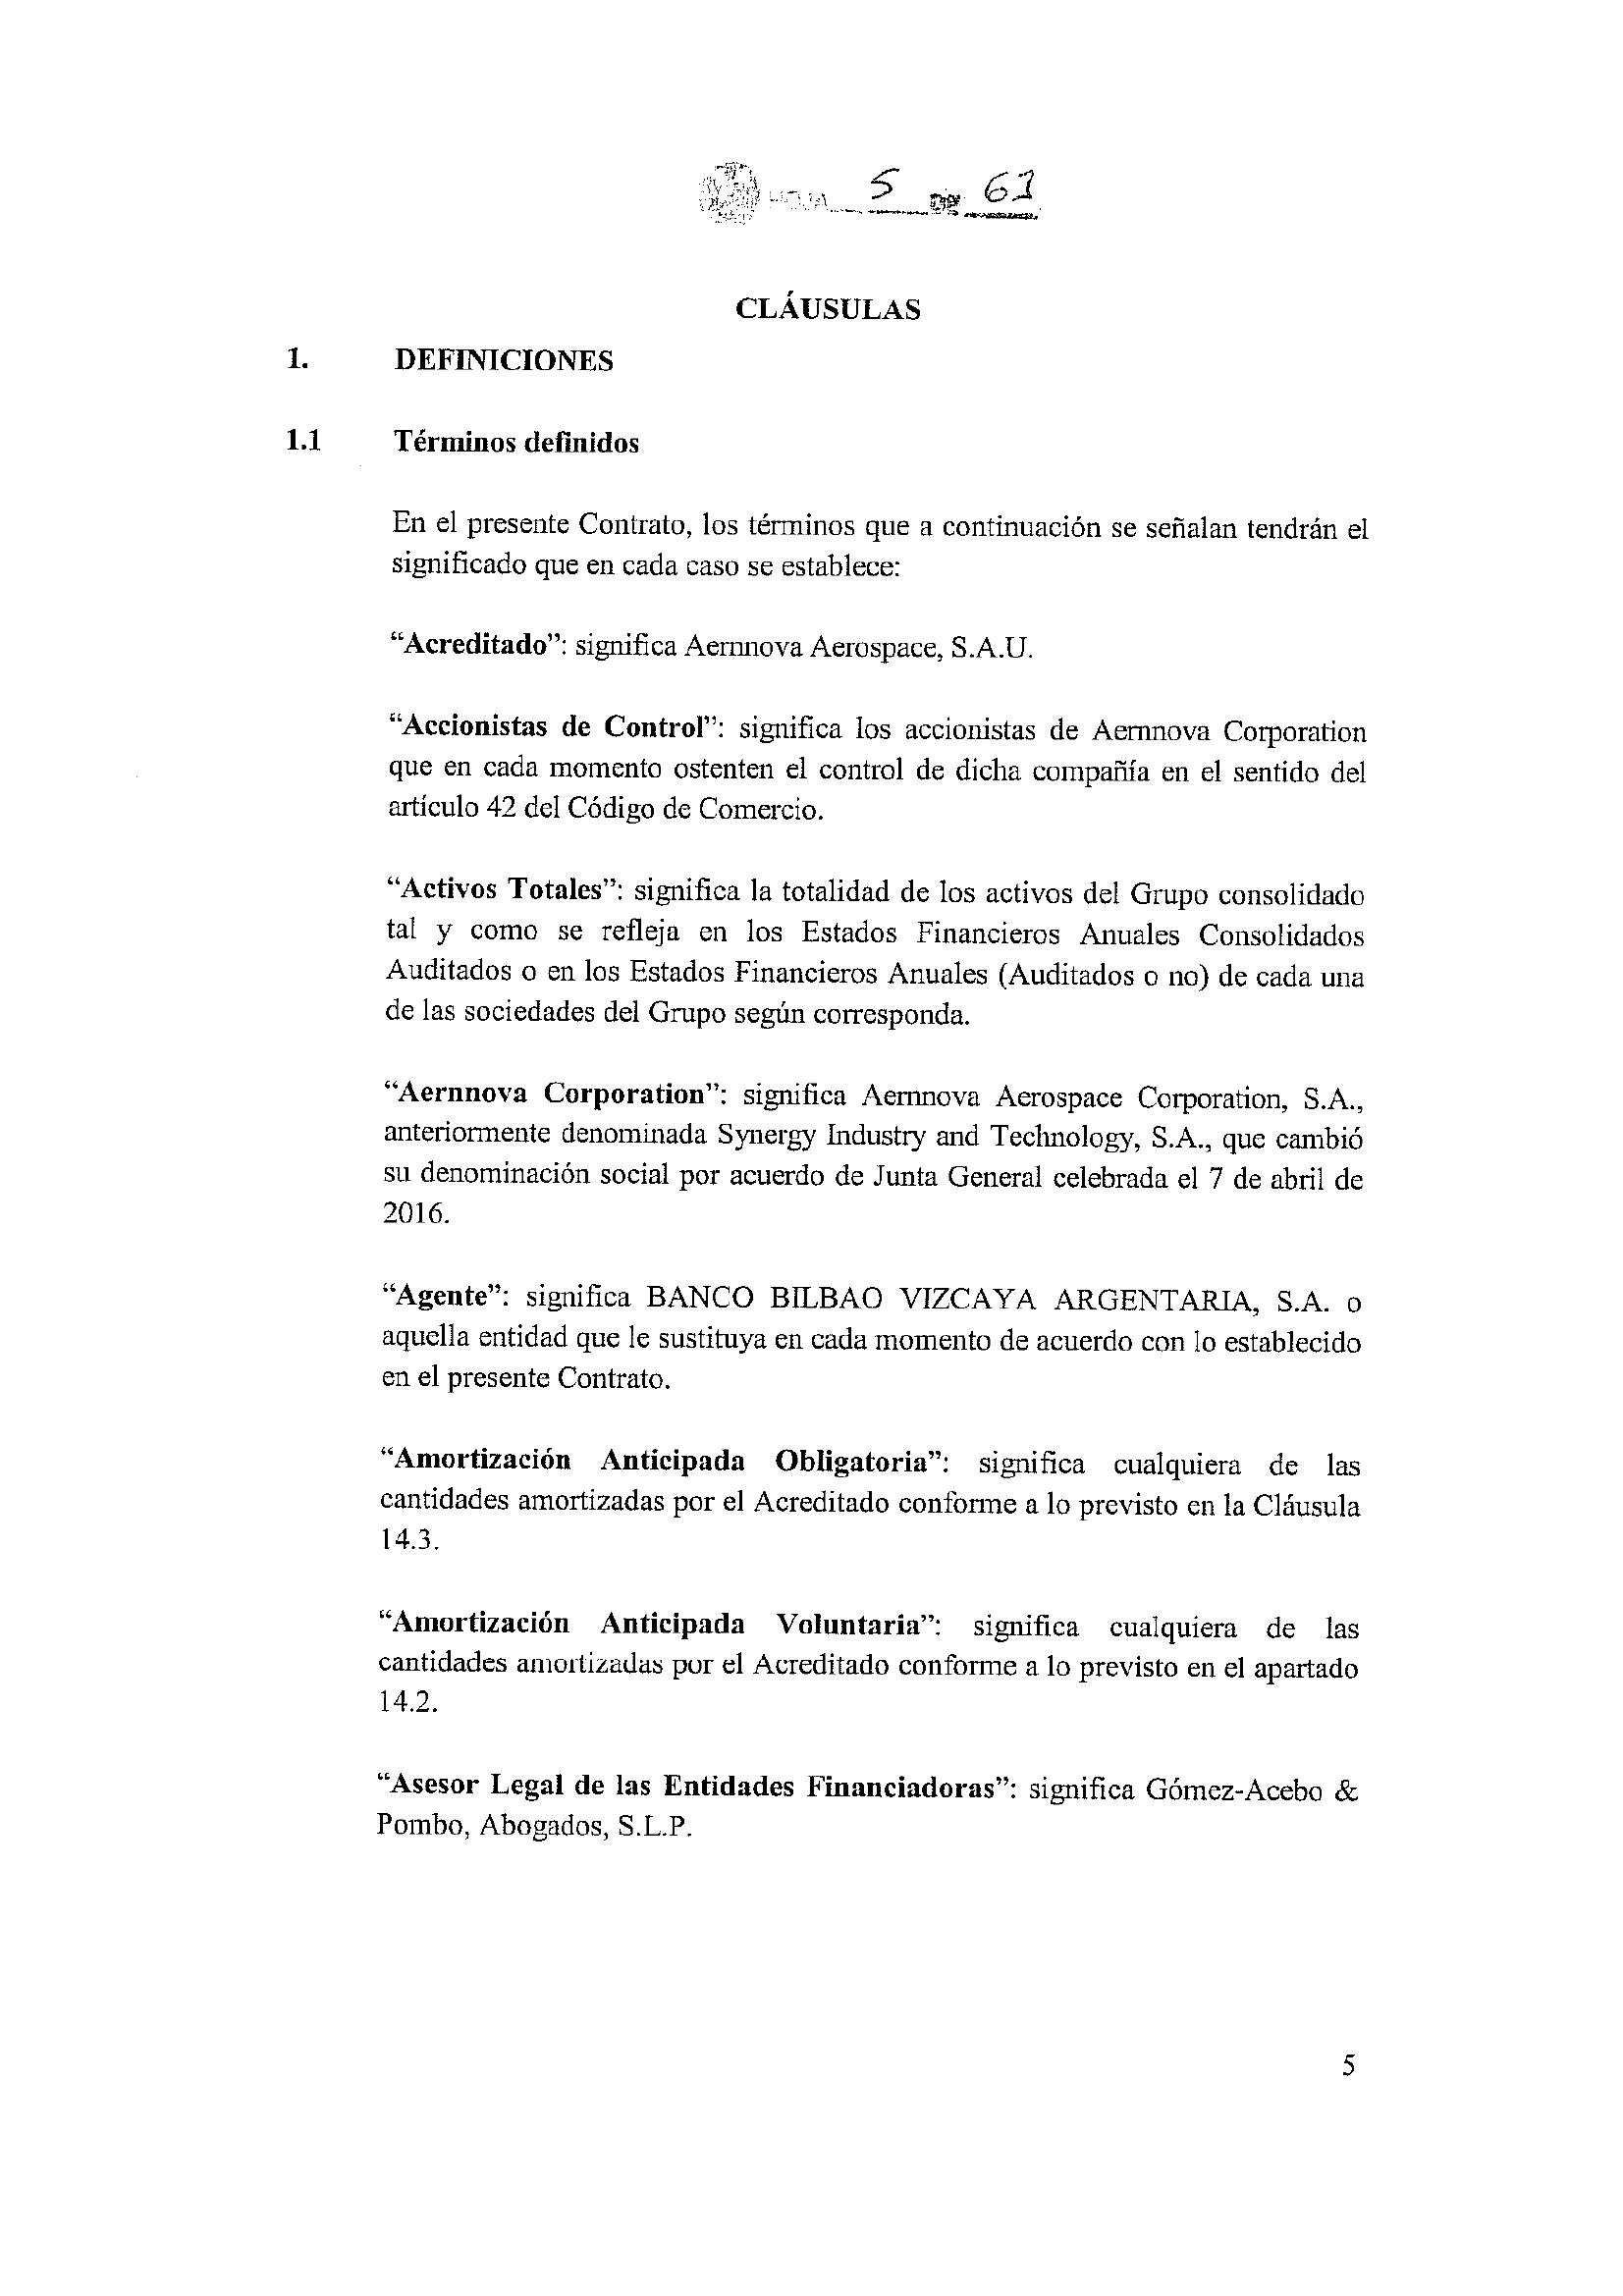 HOJA 5 DE 61
CLÁUSULAS
1. DEFINICIONES
1.1 Términos definidos
En el presente Contrato, los términos que a continuación se señalan tendrán el
significado que en cada caso se establece:
“Acreditado”: significa Aernnova Aerospace, S.A.U.
“Accionistas de Control”: significa los accionistas de Aernnova Corporation
que en cada momento ostenten el control de dicha compañía en el sentido del
artículo 42 del Código de Comercio.
“Activos Totales”: significa la totalidad de los activos del Grupo consolidado
tal y como se refleja en los Estados Financieros Anuales Consolidados
Auditados o en los Estados Financieros Anuales (Auditados o no) de cada una
de las sociedades del Grupo según corresponda.
“Aernnova Corporation”: significa Aernnova Aerospace Corporation, S.A.,
anteriormente denominada Synergy Industry and Technology, S.A., que cambió
su denominación social por acuerdo de Junta General celebrada el 7 de abril de
2016.
“Agente”: significa BANCO BILBAO VIZCAYA ARGENTARIA, S.A. o
aquella entidad que le sustituya en cada momento de acuerdo con lo establecido
en el presente Contrato.
“Amortización Anticipada Obligatoria”: significa cualquiera de las
cantidades amortizadas por el Acreditado conforme a lo previsto en la Cláusula
14.3.
“Amortización Anticipada Voluntaria”: significa cualquiera de las
cantidades amortizadas por el Acreditado conforme a lo previsto en el apartado
14.2.
“Asesor Legal de las Entidades Financiadoras”: significa Gómez-Acebo &
Pombo, Abogados, S.L.P.
5